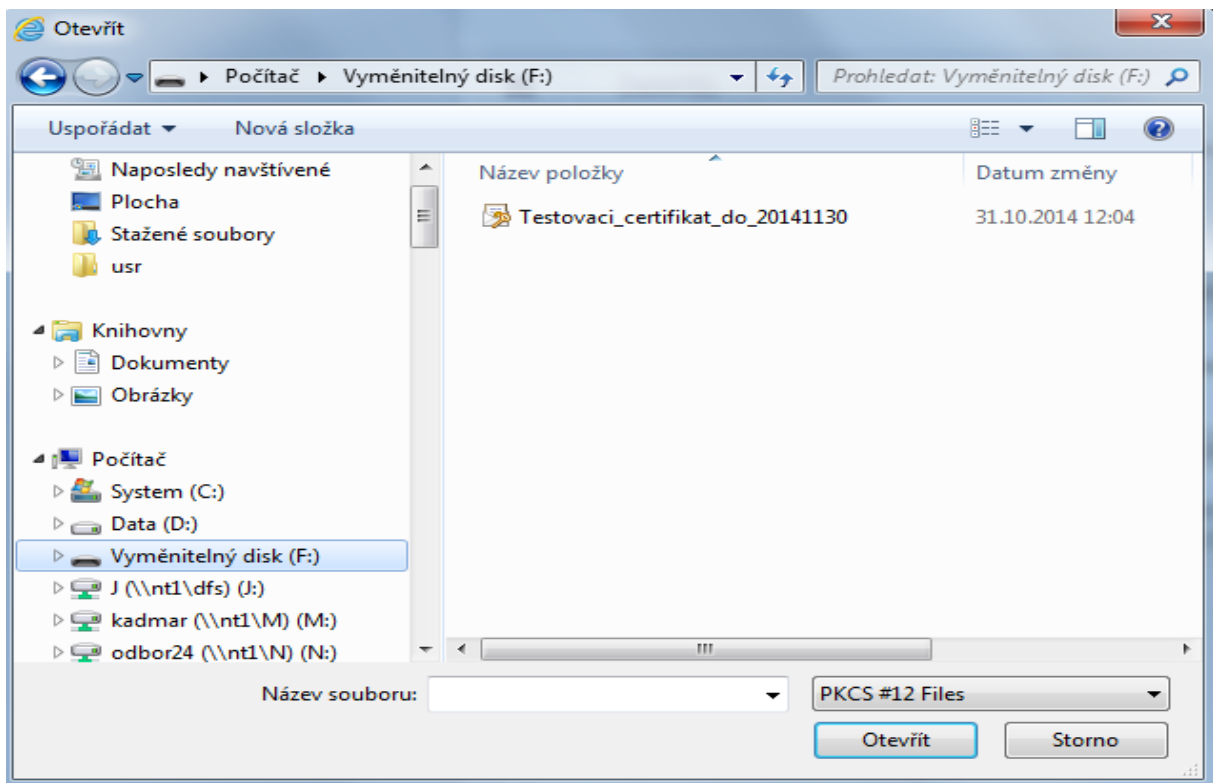 Otevřít
Počítač Vyměnitelný disk (F:)
Prohledat: Vyměnitelný disk (F:)
Uspořádat
Nová složka
Naposledy navštívené
Plocha
Stažené soubory
usr
Knihovny
Dokumenty
Obrázky
Počítač
System (C:)
Data (D:)
Vyměnitelný disk (F:)
J (\\nt1\dfs) (J:)
kadmar (\\nt1\M) (M:)
odbor24 (\\nt1\N) (N:)
Název položky
Datum změny
Testovaci_certifikat_do_20141130
31.10.2014 12:04
Název souboru:
PKCS #12 Files
Otevřít
Storno